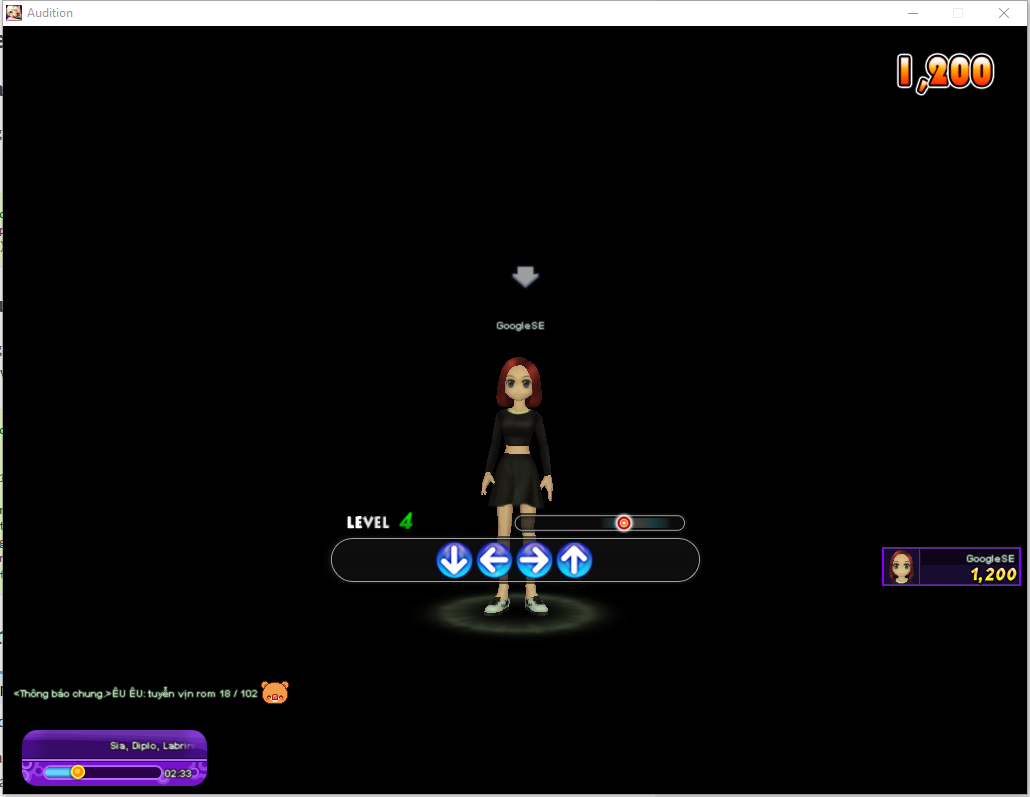 Audition
1,200
GoogleSE
LEVEL 4
GoogleSE
1,200
<Thông báo chung.>ÊU ÊU: tuyển vịn rom 18 / 102
Sia, Diplo, Labrin
02:33